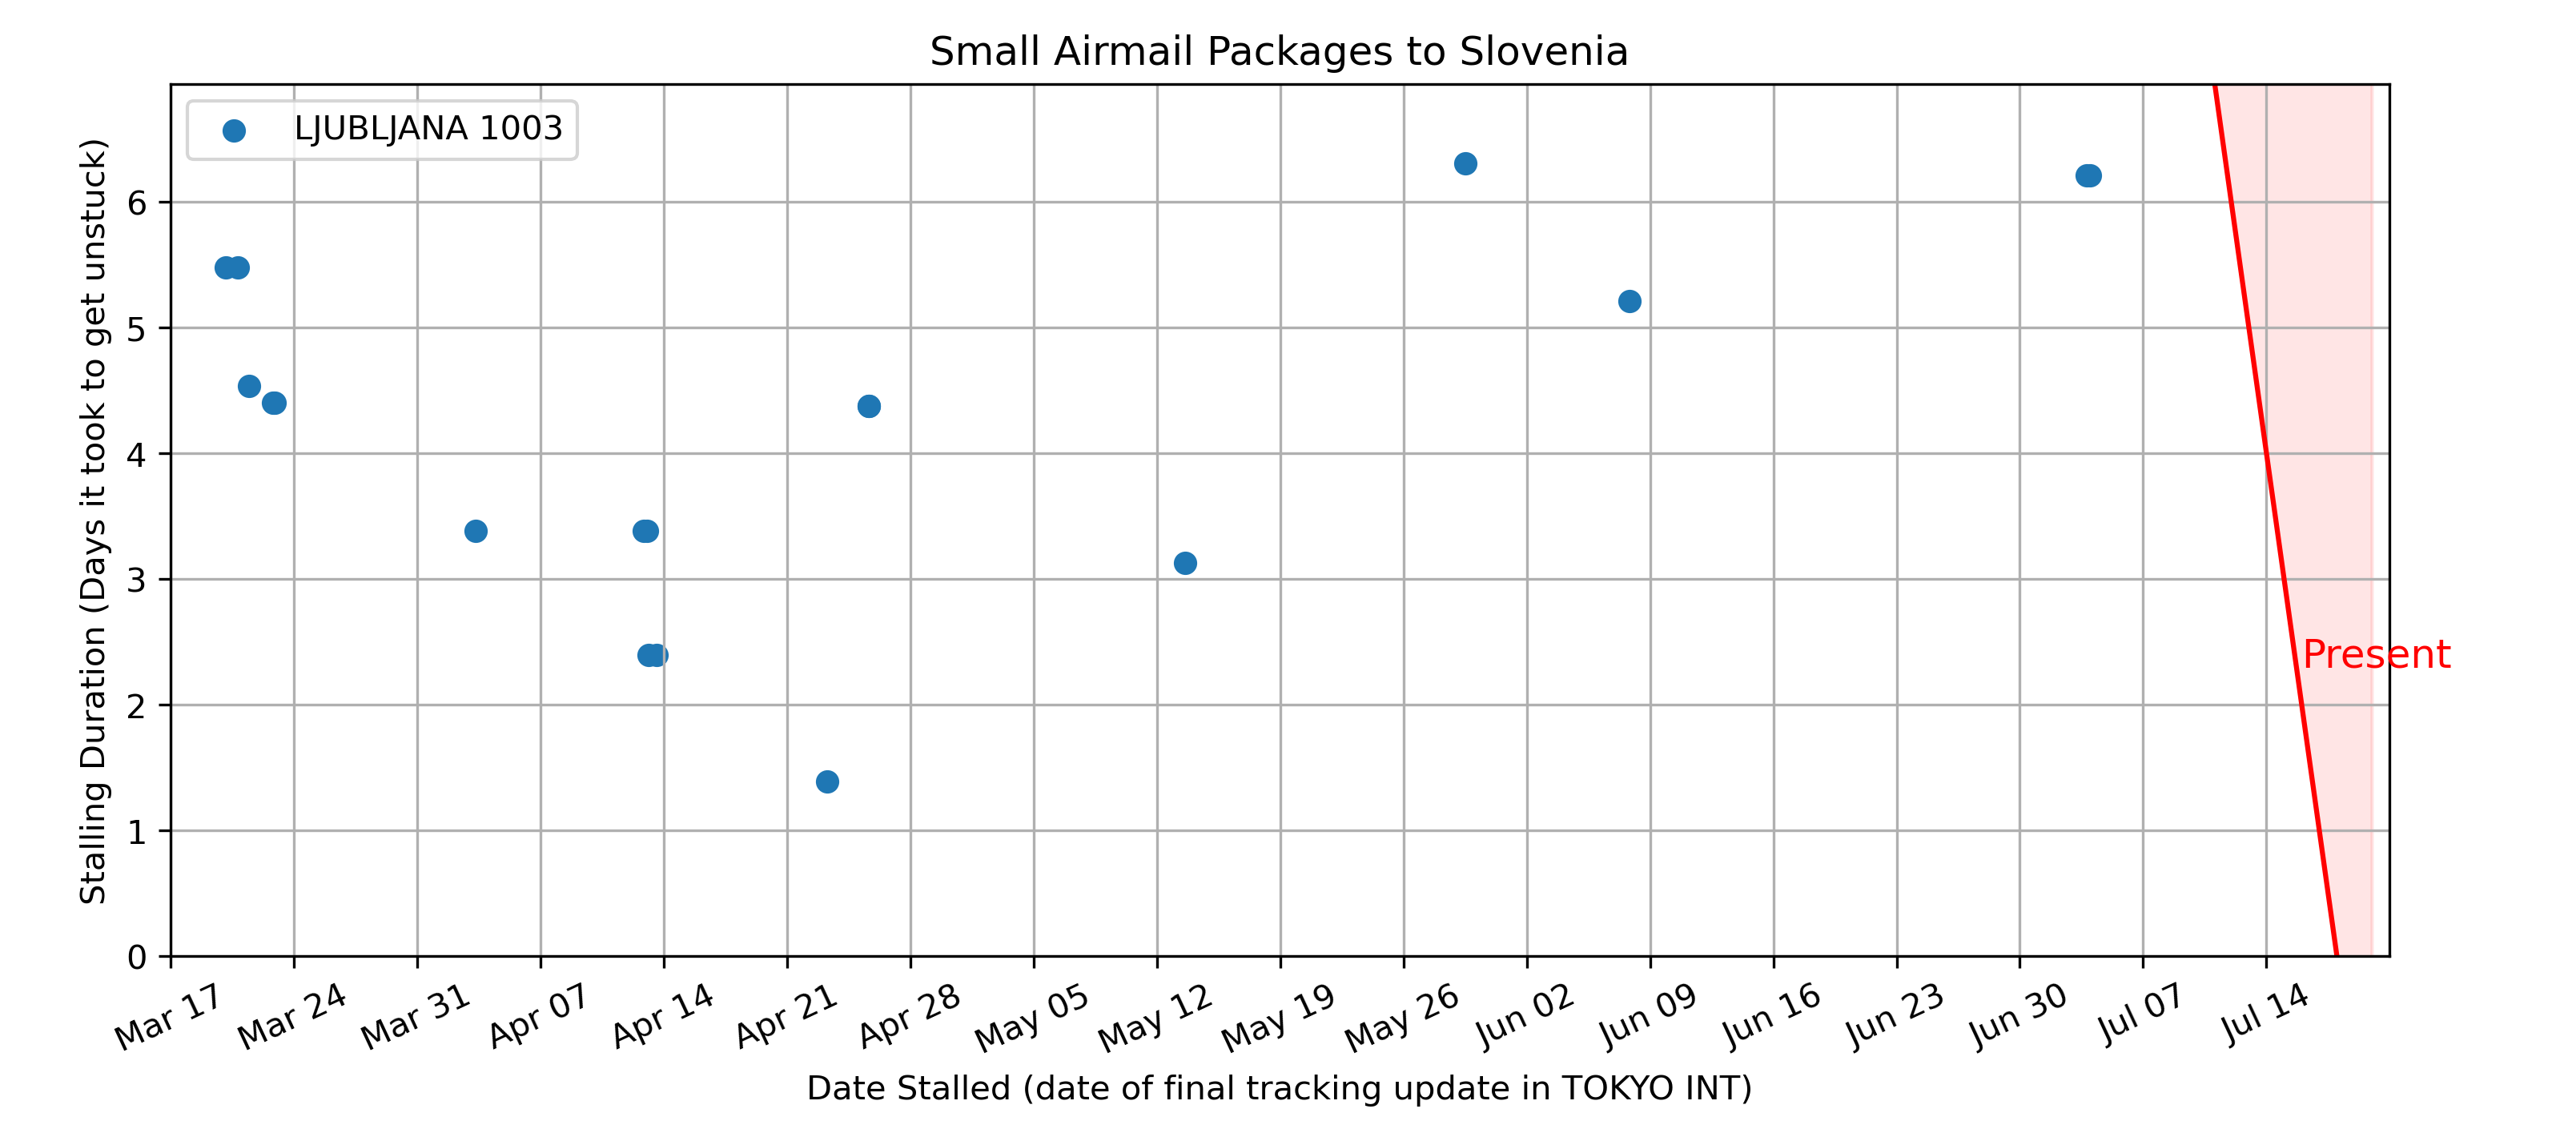 Small Airmail Packages to Slovenia
LJUBLJANA 1003
Stalling Duration (Days it took to get unstuck)
6
5
4
3
2
1
0
Present
Mar 17
Mar 24
Mar 31
Apr 07
Apr 14
Apr 21
Apr 28
May 05
May 12
May 19
May 26
Jun 02
Jun 09
Jun 16
Jun 23
Jun 30
Jul 07
Jul 14
Date Stalled (date of final tracking update in TOKYO INT)